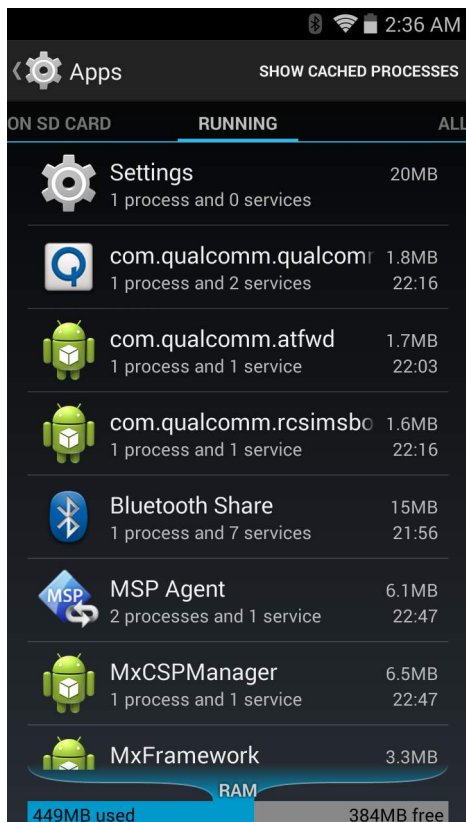 2:36 AM
Apps
SHOW CACHED PROCESSES
ON SD CARD RUNNING ALL
Settings 20MB
1 process and 0 services
com.qualcomm.qualcom 1.8MB
1 process and 2 services 22:16
com.qualcomm.atfwd 1.7MB
1 process and 1 service 22:03
com.qualcomm.rcsimsbo 1.6MB
1 process and 1 service 22:16
Bluetooth Share 15MB
1 process and 7 services 21:56
MSP
MSP Agent 6.1MB
2 processes and 1 service 22:47
MxCSPManager 6.5MB
1 process and 1 service 22:47
MxFramework 3.3MB
RAM
449MB used 384MB free